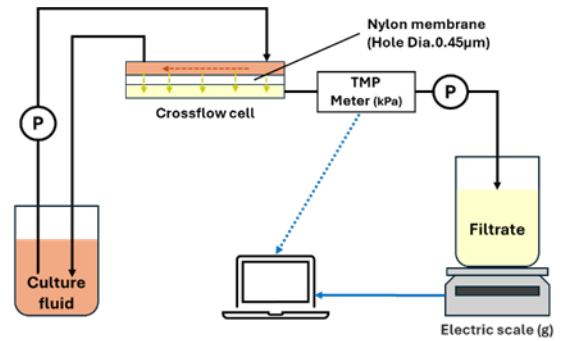 Nylon membrane
(Hole Dia.0.45µm)
P
Crossflow cell
TMP
Meter (kPa)
P
Culture
fluid
Filtrate
Electric scale (g)